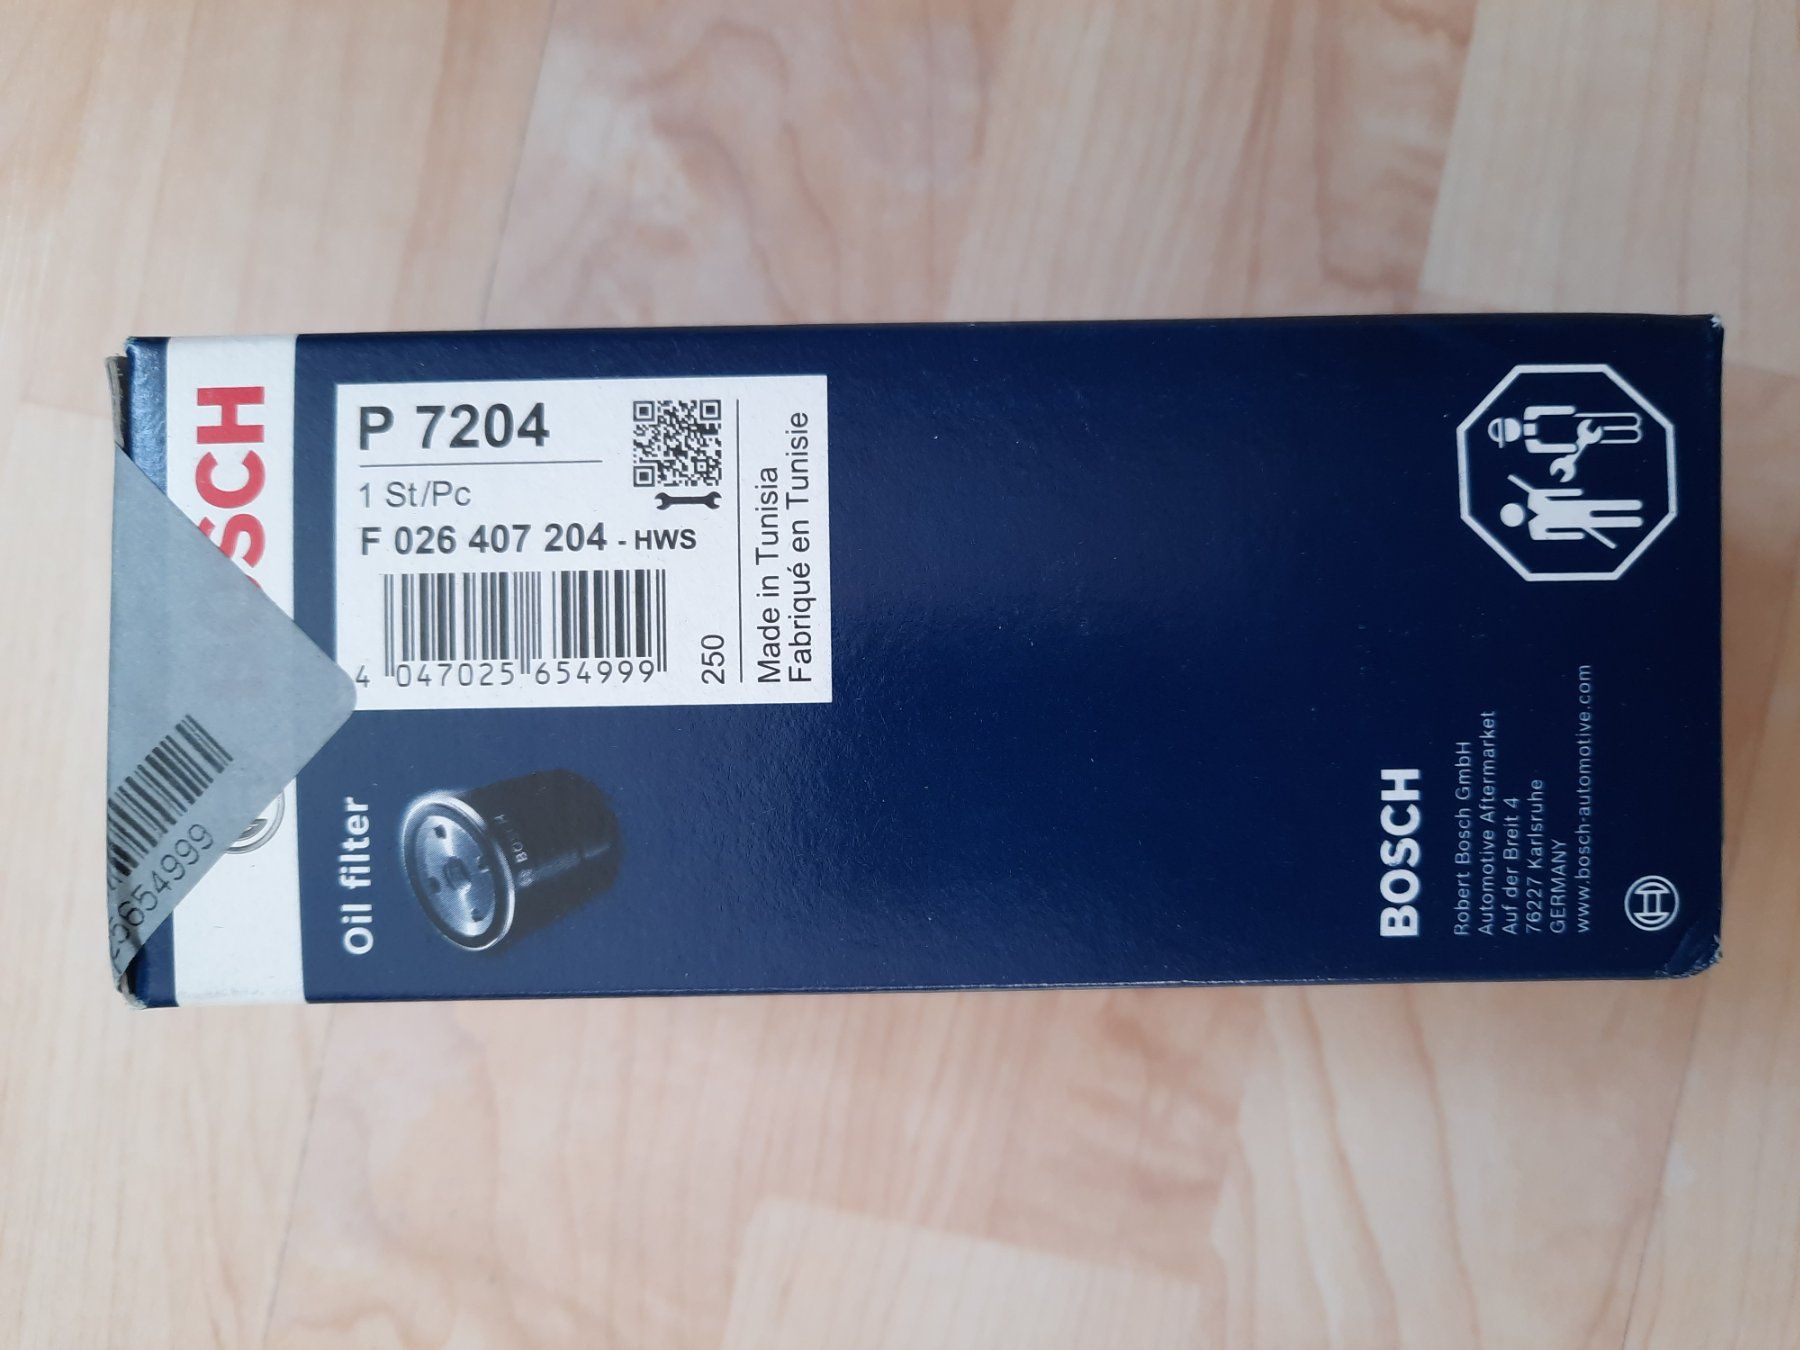 BOSCH
P 7204
1 St/Pc
F 026 407 204 - HWS
4 047025 654999
250
Made in Tunisia
Fabriqué en Tunisie
5654999
Oil filter
BOSCH
BOSCH
Robert Bosch GmbH
Automotive Aftermarket
Auf der Breit 4
76227 Karlsruhe
GERMANY
www.bosch-automotive.com